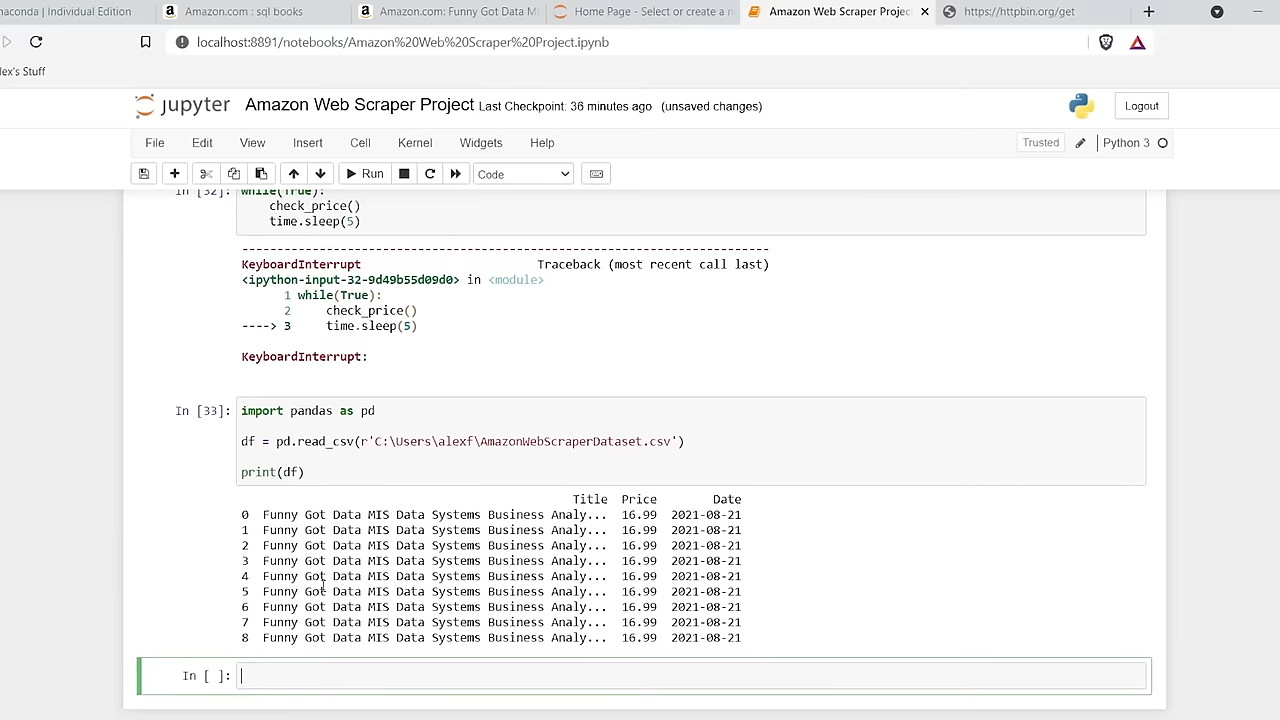 naconda | Individual Edition
Amazon.com : sql books
Amazon.com: Funny Got Data M
Home Page - Select or create a n
Amazon Web Scraper Project
https://httpbin.org/get
localhost:8891/notebooks/Amazon%20Web%20Scraper%20Project.ipynb
lex's Stuff
jupyter Amazon Web Scraper Project Last Checkpoint: 36 minutes ago (unsaved changes)
Logout
File Edit View Insert Cell Kernel Widgets Help
Trusted
Python 3
Run
Code
In [32]: while(True):
    check_price()
    time.sleep(5)
---------------------------------------------------------------------------
KeyboardInterrupt                         Traceback (most recent call last)
<ipython-input-32-9d49b55d09d0> in <module>
      1 while(True):
      2     check_price()
----> 3     time.sleep(5)
KeyboardInterrupt:
In [33]: import pandas as pd
df = pd.read_csv(r'C:\Users\alexf\AmazonWebScraperDataset.csv')
print(df)
Title  Price        Date
0  Funny Got Data MIS Data Systems Business Analy...  16.99  2021-08-21
1  Funny Got Data MIS Data Systems Business Analy...  16.99  2021-08-21
2  Funny Got Data MIS Data Systems Business Analy...  16.99  2021-08-21
3  Funny Got Data MIS Data Systems Business Analy...  16.99  2021-08-21
4  Funny Got Data MIS Data Systems Business Analy...  16.99  2021-08-21
5  Funny Got Data MIS Data Systems Business Analy...  16.99  2021-08-21
6  Funny Got Data MIS Data Systems Business Analy...  16.99  2021-08-21
7  Funny Got Data MIS Data Systems Business Analy...  16.99  2021-08-21
8  Funny Got Data MIS Data Systems Business Analy...  16.99  2021-08-21
In [ ]: